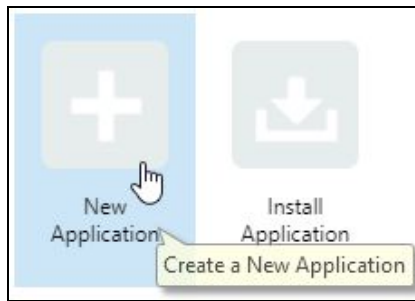 New
Application
Install
Application
Create a New Application